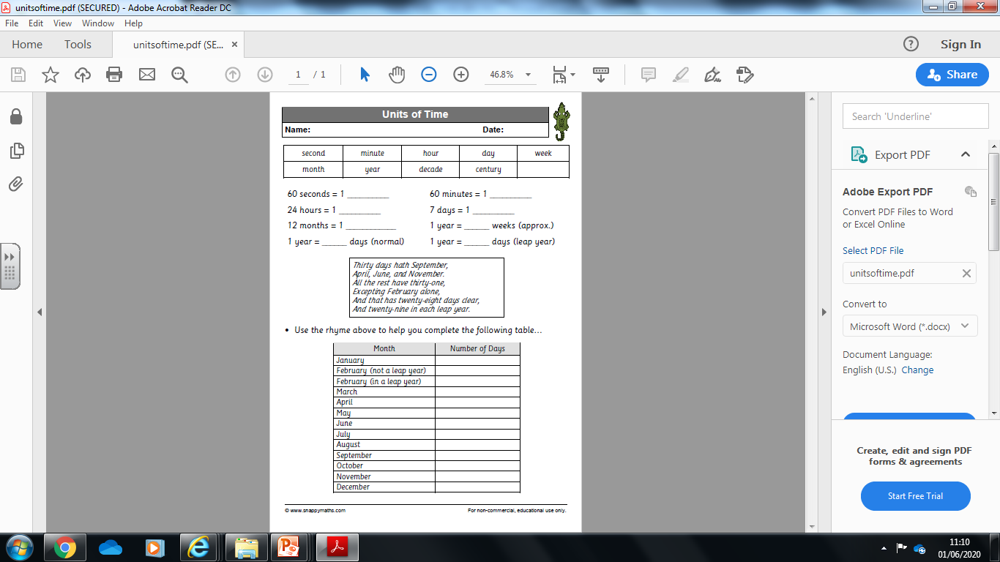 unitsoftime.pdf (SECURED) - Adobe Acrobat Reader DC
File Edit View Window Help
Home Tools unitsoftime.pdf (SE... × Sign In
1 / 1 46.8% Share
Units of Time
Name: Date:
second minute hour day week
month year decade century
60 seconds = 1 _________ 60 minutes = 1 _________
24 hours = 1 _________ 7 days = 1 _________
12 months = 1 ___________ 1 year = ______ weeks (approx.)
1 year = ______ days (normal) 1 year = ______ days (leap year)
Thirty days hath September,
April, June, and November.
All the rest have thirty-one,
Excepting February alone,
And that has twenty-eight days clear,
And twenty-nine in each leap year.
• Use the rhyme above to help you complete the following table...
Month Number of Days
January
February (not a leap year)
February (in a leap year)
March
April
May
June
July
August
September
October
November
December
© www.snappymaths.com For non-commercial, educational use only.
Search 'Underline'
Export PDF
Adobe Export PDF
Convert PDF Files to Word
or Excel Online
Select PDF File
unitsoftime.pdf
Convert to
Microsoft Word (*.docx)
Document Language:
English (U.S.) Change
Create, edit and sign PDF
forms & agreements
Start Free Trial
11:10
01/06/2020